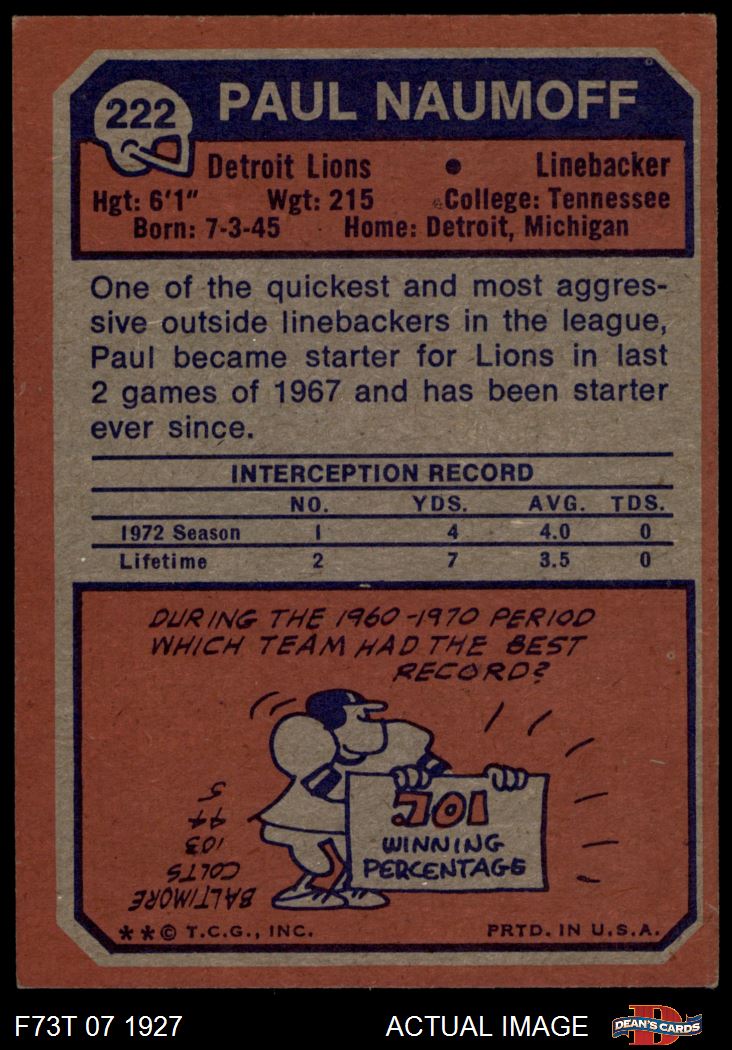 222
PAUL NAUMOFF
Detroit Lions • Linebacker
Hgt: 6'1" Wgt: 215 College: Tennessee
Born: 7-3-45 Home: Detroit, Michigan
One of the quickest and most aggres-
sive outside linebackers in the league,
Paul became starter for Lions in last
2 games of 1967 and has been starter
ever since.
INTERCEPTION RECORD
NO. YDS. AVG. TDS.
1972 Season 1 4 4.0 0
Lifetime 2 7 3.5 0
DURING THE 1960-1970 PERIOD
WHICH TEAM HAD THE BEST
RECORD?
.701
WINNING
PERCENTAGE
BALTIMORE
COLTS
103
44
5
**© T.C.G., INC. PRTD. IN U.S.A.
F73T 07 1927 ACTUAL IMAGE DEAN'S CARDS